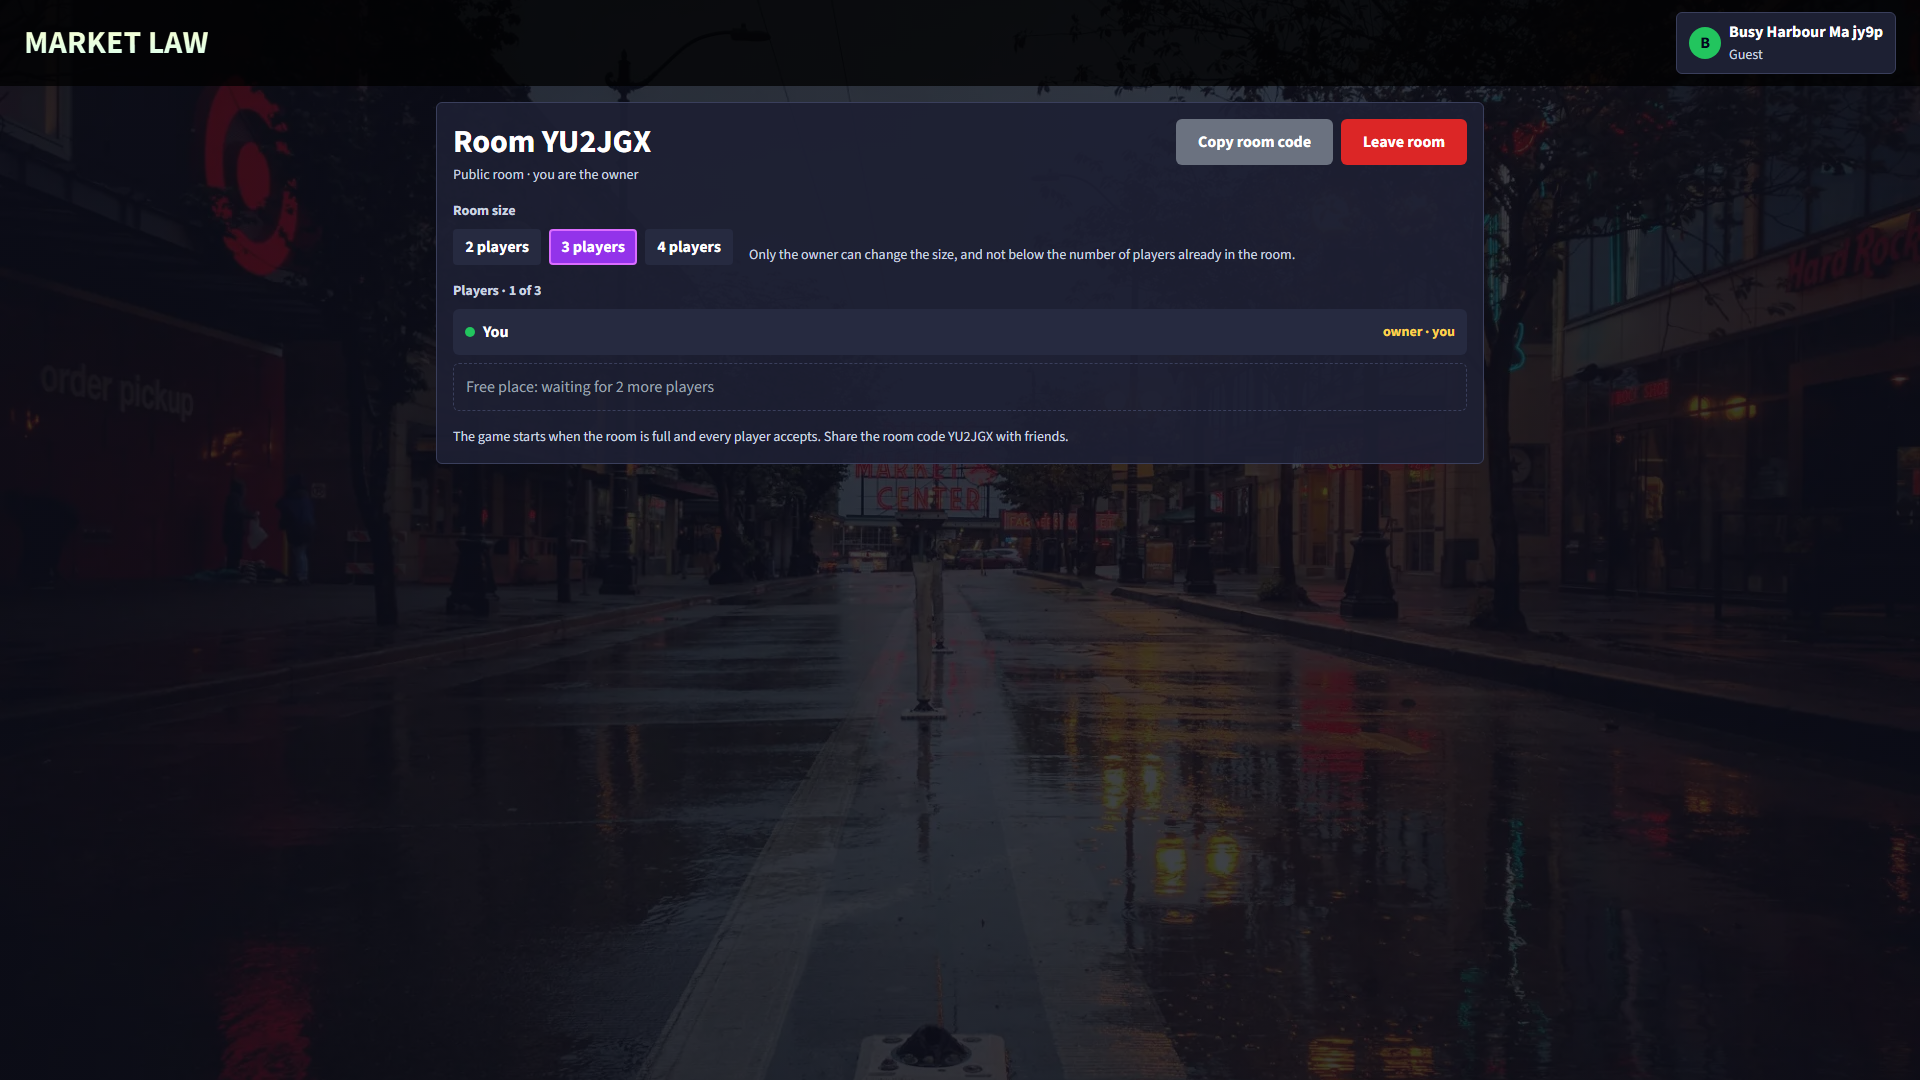 MARKET LAW
B
Busy Harbour Ma jy9p
Guest
Room YU2JGX
Copy room code
Leave room
Public room · you are the owner
Room size
2 players
3 players
4 players
Only the owner can change the size, and not below the number of players already in the room.
Players · 1 of 3
You
owner · you
Free place: waiting for 2 more players
The game starts when the room is full and every player accepts. Share the room code YU2JGX with friends.
order pickup
Hard Rock
MARKET
CENTER